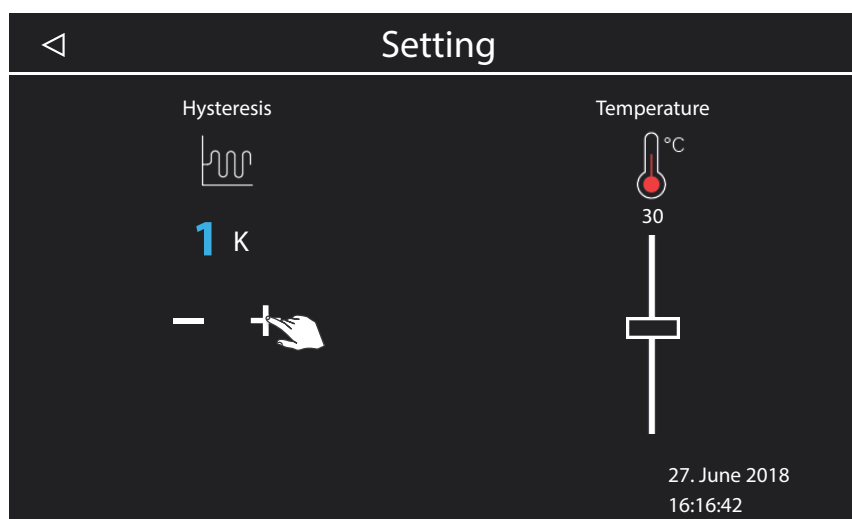 Setting
Hysteresis
1 K
Temperature
°C
30
27. June 2018
16:16:42